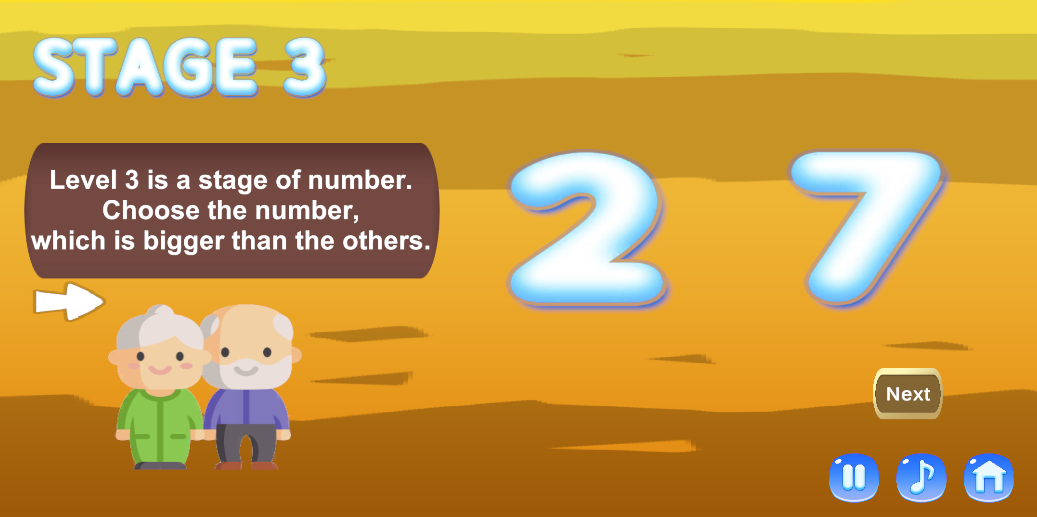 STAGE 3
Level 3 is a stage of number.
Choose the number,
which is bigger than the others.
2 7
Next